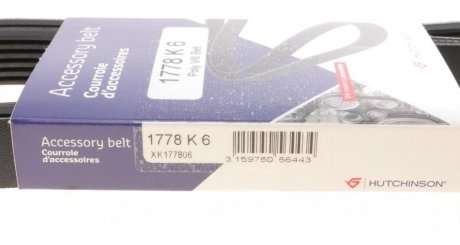 Accessory belt
Courroie
d'accessoires
1778 K 6
Poly VB Belt
Accessory belt
Courroie
d'accessoires
1778 K 6
XK177806
3 159750 56443
HUTCHINSON